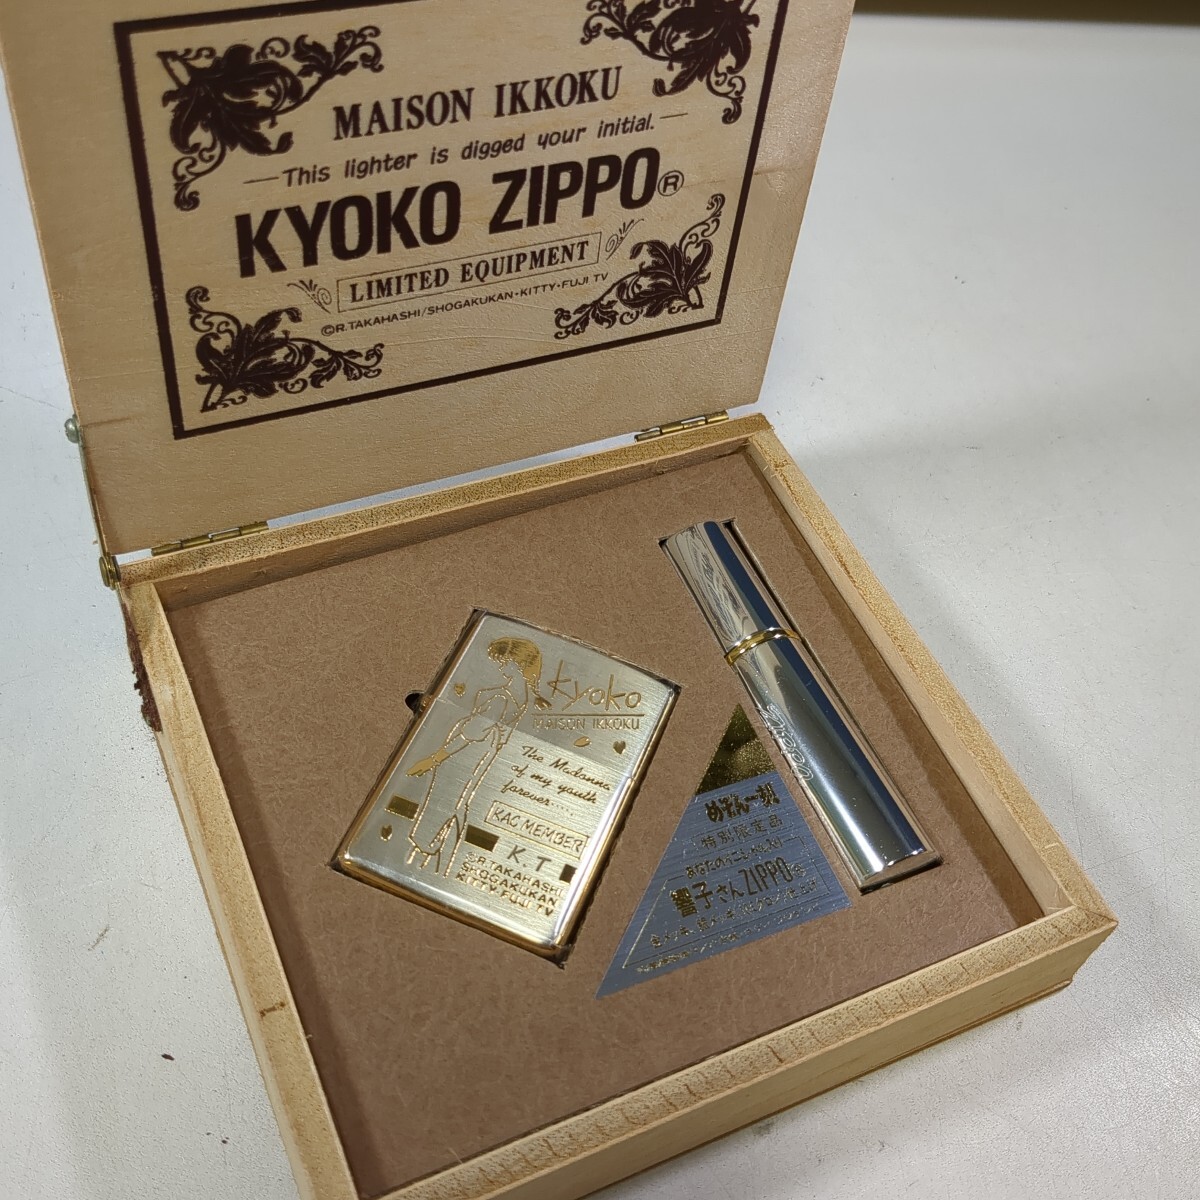 MAISON IKKOKU
This lighter is digged your initial.
KYOKO ZIPPO®
LIMITED EQUIPMENT
©R.TAKAHASHI/SHOGAKUKAN・KITTY・FUJI TV
Kyoko
MAISON IKKOKU
The Madonna
of my youth
forever....
KAC MEMBER
K.T
©R.TAKAHASHI
SHOGAKUKAN
KITTY・FUJI TV
めぞん一刻
特別限定品
響子さんZIPPO